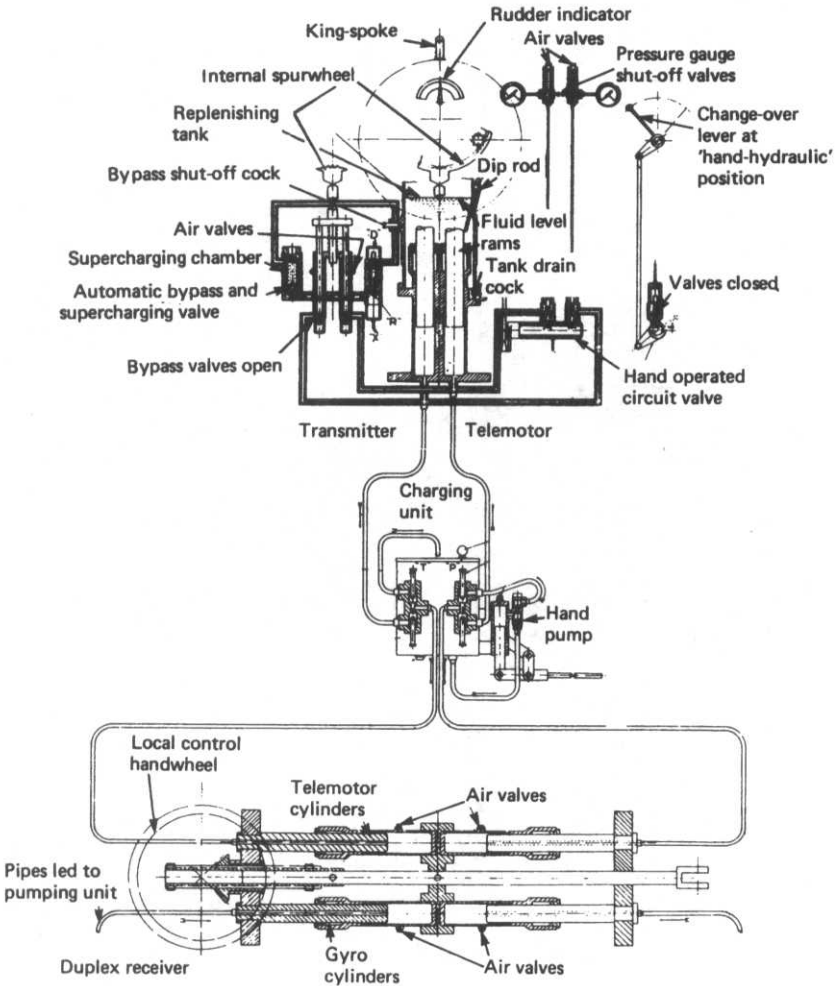 Rudder indicator
King-spoke
Air valves
Pressure gauge
shut-off valves
Internal spurwheel
Replenishing
tank
Change-over
lever at
'hand-hydraulic'
position
Dip rod
Bypass shut-off cock
Air valves
Fluid level
rams
Supercharging chamber
Tank drain
cock
Valves closed
Automatic bypass and
supercharging valve
Bypass valves open
Hand operated
circuit valve
Transmitter
Telemotor
Charging
unit
T
P
Hand
pump
Local control
handwheel
Telemotor
cylinders
Air valves
Pipes led to
pumping unit
Gyro
cylinders
Air valves
Duplex receiver